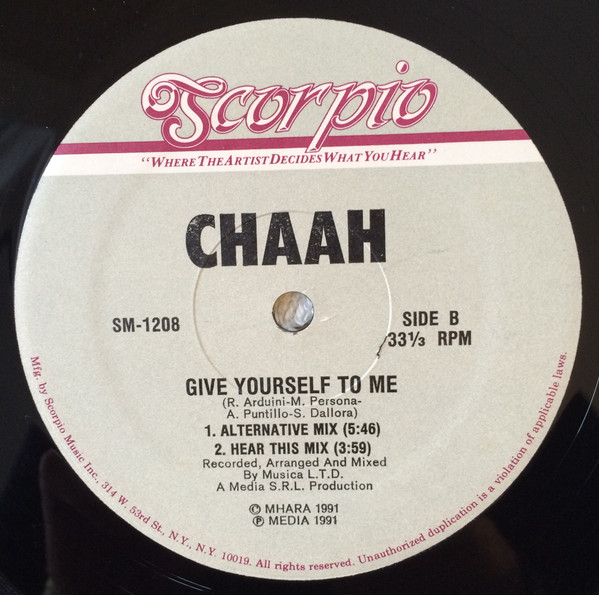 Scorpio
"WHERE THE ARTIST DECIDES WHAT YOU HEAR"
CHAAH
SM-1208
SIDE B
33⅓ RPM
GIVE YOURSELF TO ME
(R. Arduini-M. Persona-
A. Puntillo-S. Dallora)
1. ALTERNATIVE MIX (5:46)
2. HEAR THIS MIX (3:59)
Recorded, Arranged And Mixed
By Musica L.T.D.
A Media S.R.L. Production
© MHARA 1991
℗ MEDIA 1991
Mfg. by Scorpio Music Inc., 314 W. 53rd St., N.Y., N.Y. 10019. All rights reserved. Unauthorized duplication is a violation of applicable laws.